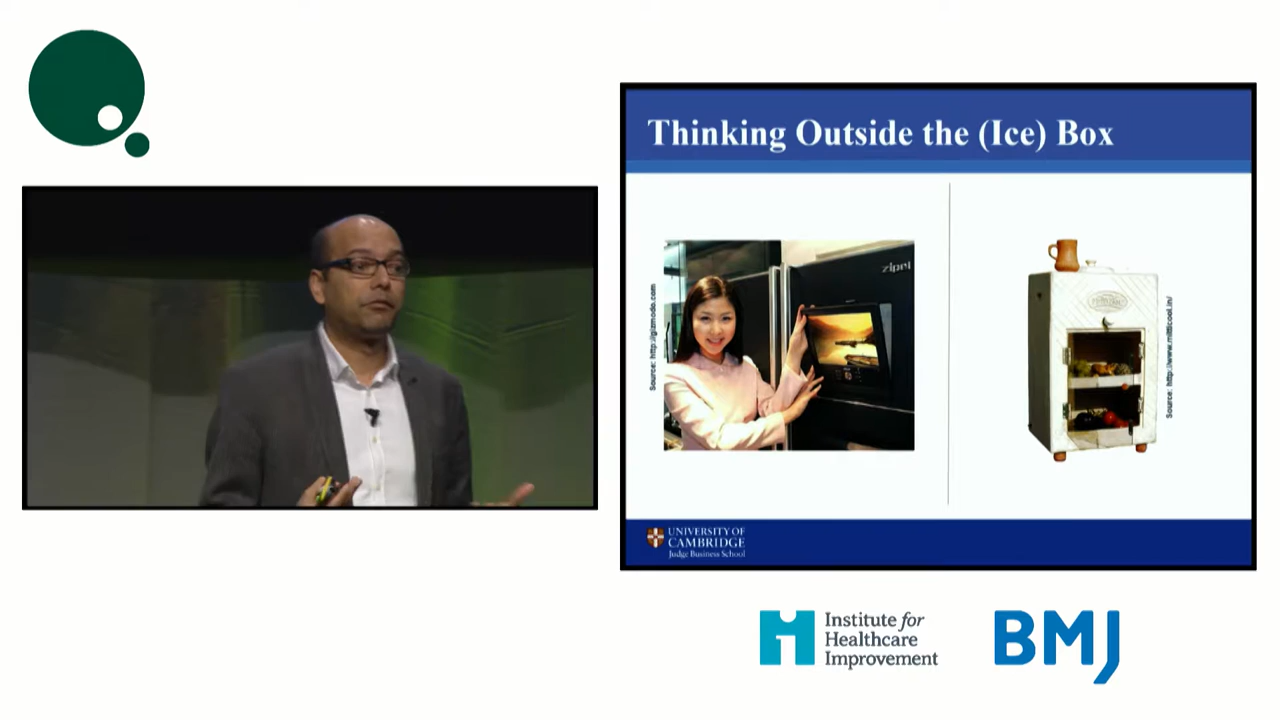 Thinking Outside the (Ice) Box
Source: http://gizmodo.com
zipel
Source: http://www.mitticool.in/
UNIVERSITY OF
CAMBRIDGE
Judge Business School
Institute for
Healthcare
Improvement
BMJ